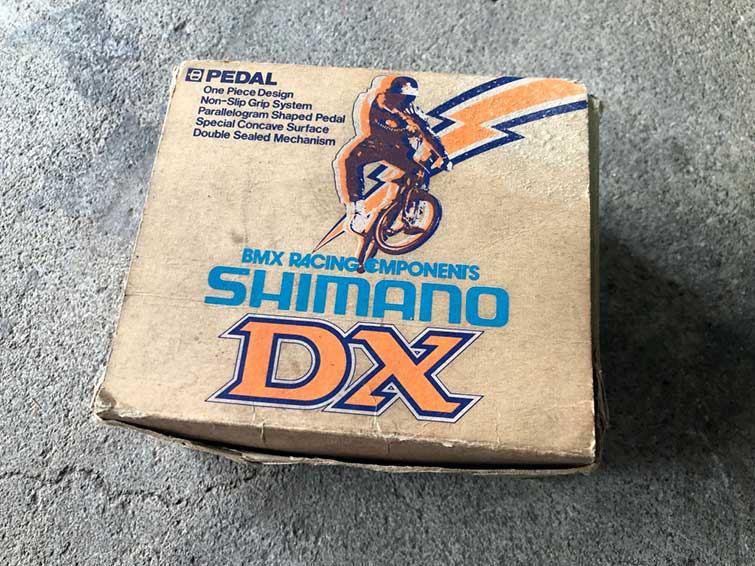 PEDAL
One Piece Design
Non-Slip Grip System
Parallelogram Shaped Pedal
Special Concave Surface
Double Sealed Mechanism
BMX RACING COMPONENTS
SHIMANO
DX